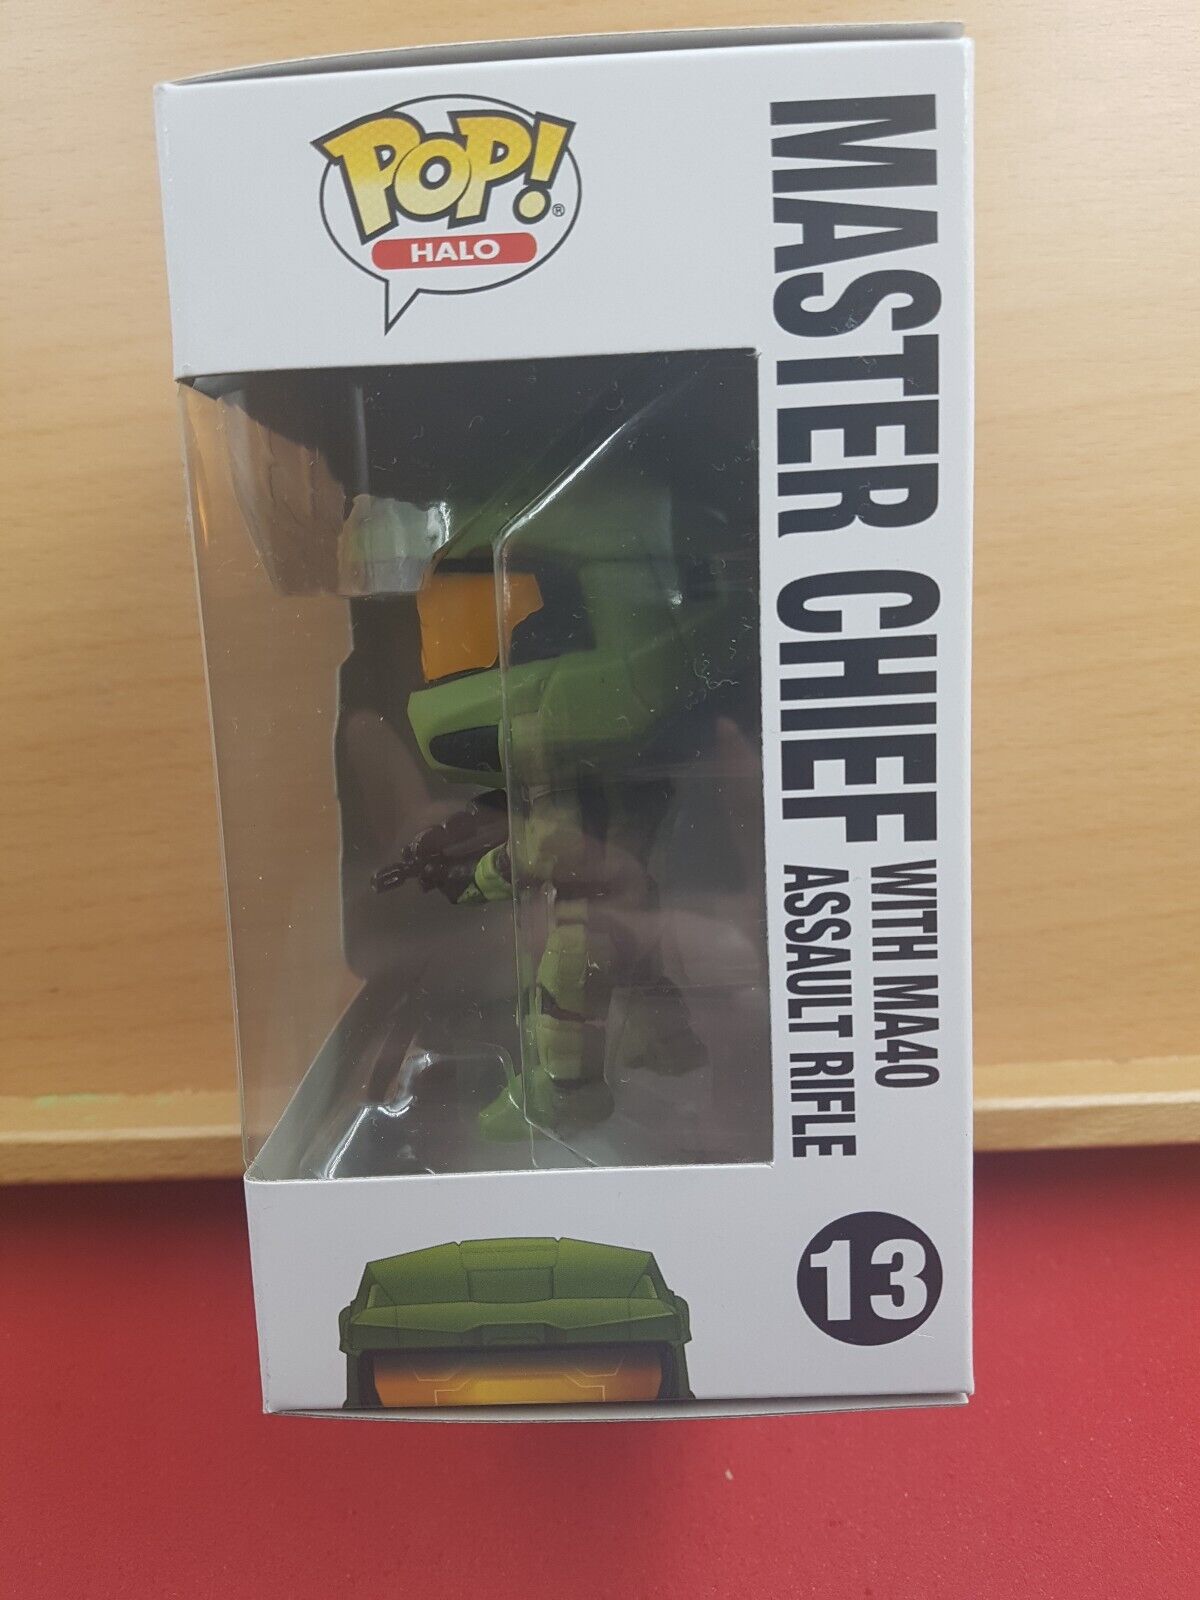 POP!
®
HALO
MASTER CHIEF WITH MA40
ASSAULT RIFLE
13